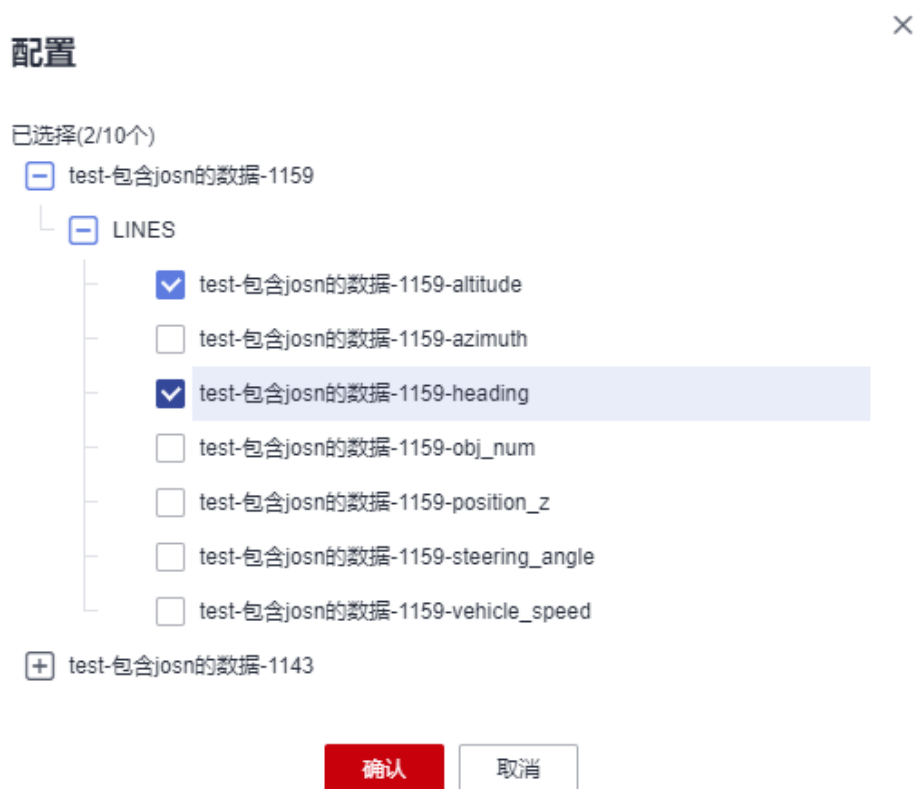 配置
已选择(2/10个)
test-包含josn的数据-1159
LINES
test-包含josn的数据-1159-altitude
test-包含josn的数据-1159-azimuth
test-包含josn的数据-1159-heading
test-包含josn的数据-1159-obj_num
test-包含josn的数据-1159-position_z
test-包含josn的数据-1159-steering_angle
test-包含josn的数据-1159-vehicle_speed
test-包含josn的数据-1143
确认 取消